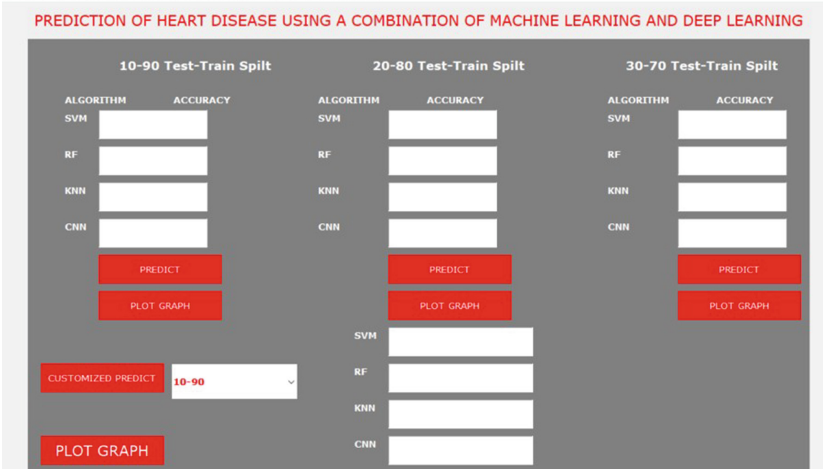 PREDICTION OF HEART DISEASE USING A COMBINATION OF MACHINE LEARNING AND DEEP LEARNING
10-90 Test-Train Spilt
20-80 Test-Train Spilt
30-70 Test-Train Spilt
ALGORITHM ACCURACY
ALGORITHM ACCURACY
ALGORITHM ACCURACY
SVM
SVM
SVM
RF
RF
RF
KNN
KNN
KNN
CNN
CNN
CNN
PREDICT
PREDICT
PREDICT
PLOT GRAPH
PLOT GRAPH
PLOT GRAPH
SVM
CUSTOMIZED PREDICT
10-90
RF
KNN
PLOT GRAPH
CNN